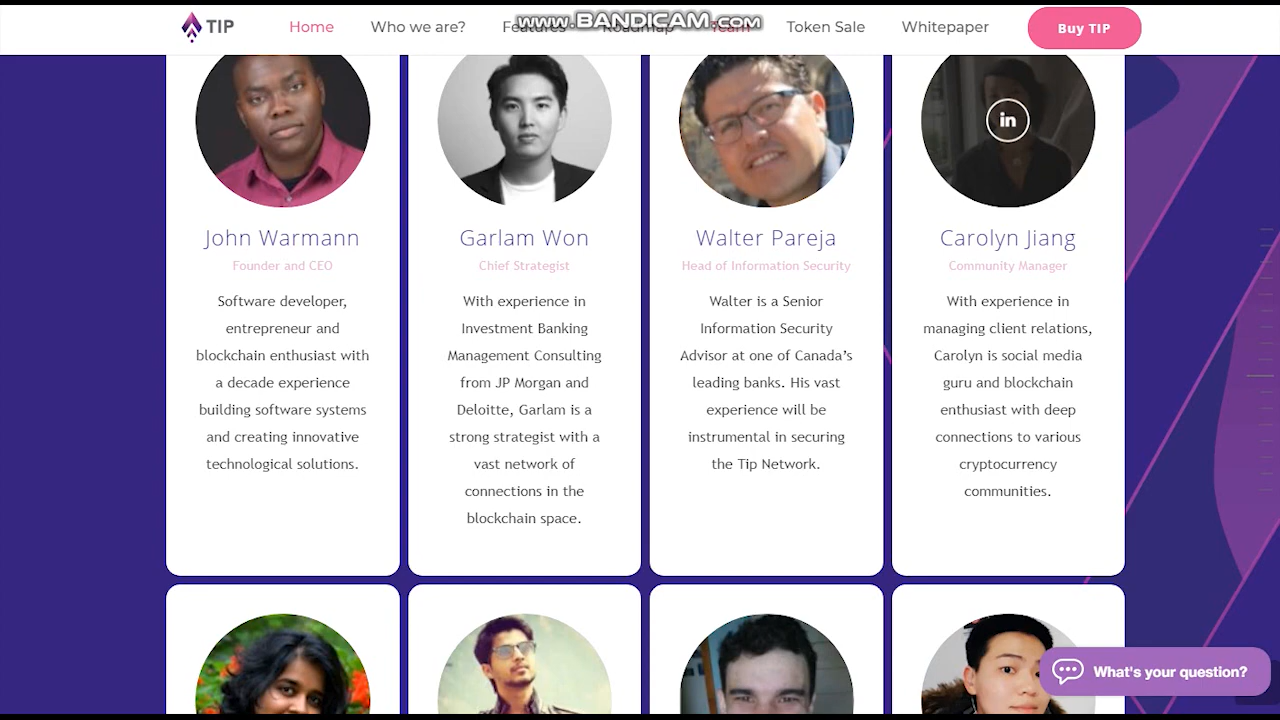 www.BANDICAM.com
TIP
Home
Who we are?
Features
Roadmap
Team
Token Sale
Whitepaper
Buy TIP
in
John Warmann
Founder and CEO
Software developer,
entrepreneur and
blockchain enthusiast with
a decade experience
building software systems
and creating innovative
technological solutions.
Garlam Won
Chief Strategist
With experience in
Investment Banking
Management Consulting
from JP Morgan and
Deloitte, Garlam is a
strong strategist with a
vast network of
connections in the
blockchain space.
Walter Pareja
Head of Information Security
Walter is a Senior
Information Security
Advisor at one of Canada’s
leading banks. His vast
experience will be
instrumental in securing
the Tip Network.
Carolyn Jiang
Community Manager
With experience in
managing client relations,
Carolyn is social media
guru and blockchain
enthusiast with deep
connections to various
cryptocurrency
communities.
What's your question?